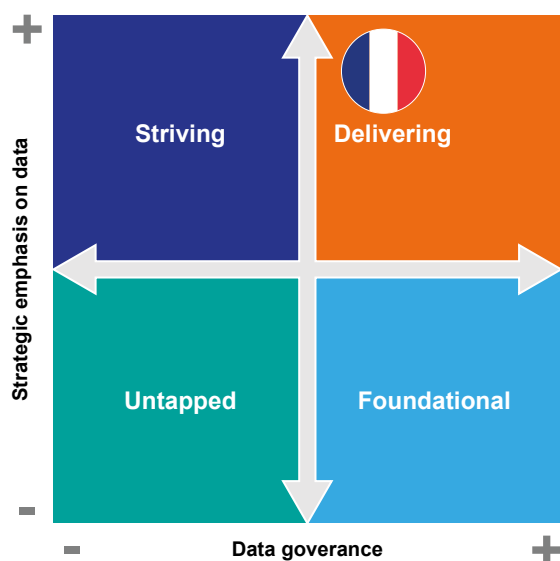 +
Strategic emphasis on data
Striving
Delivering
Untapped
Foundational
-
-
Data goverance
+